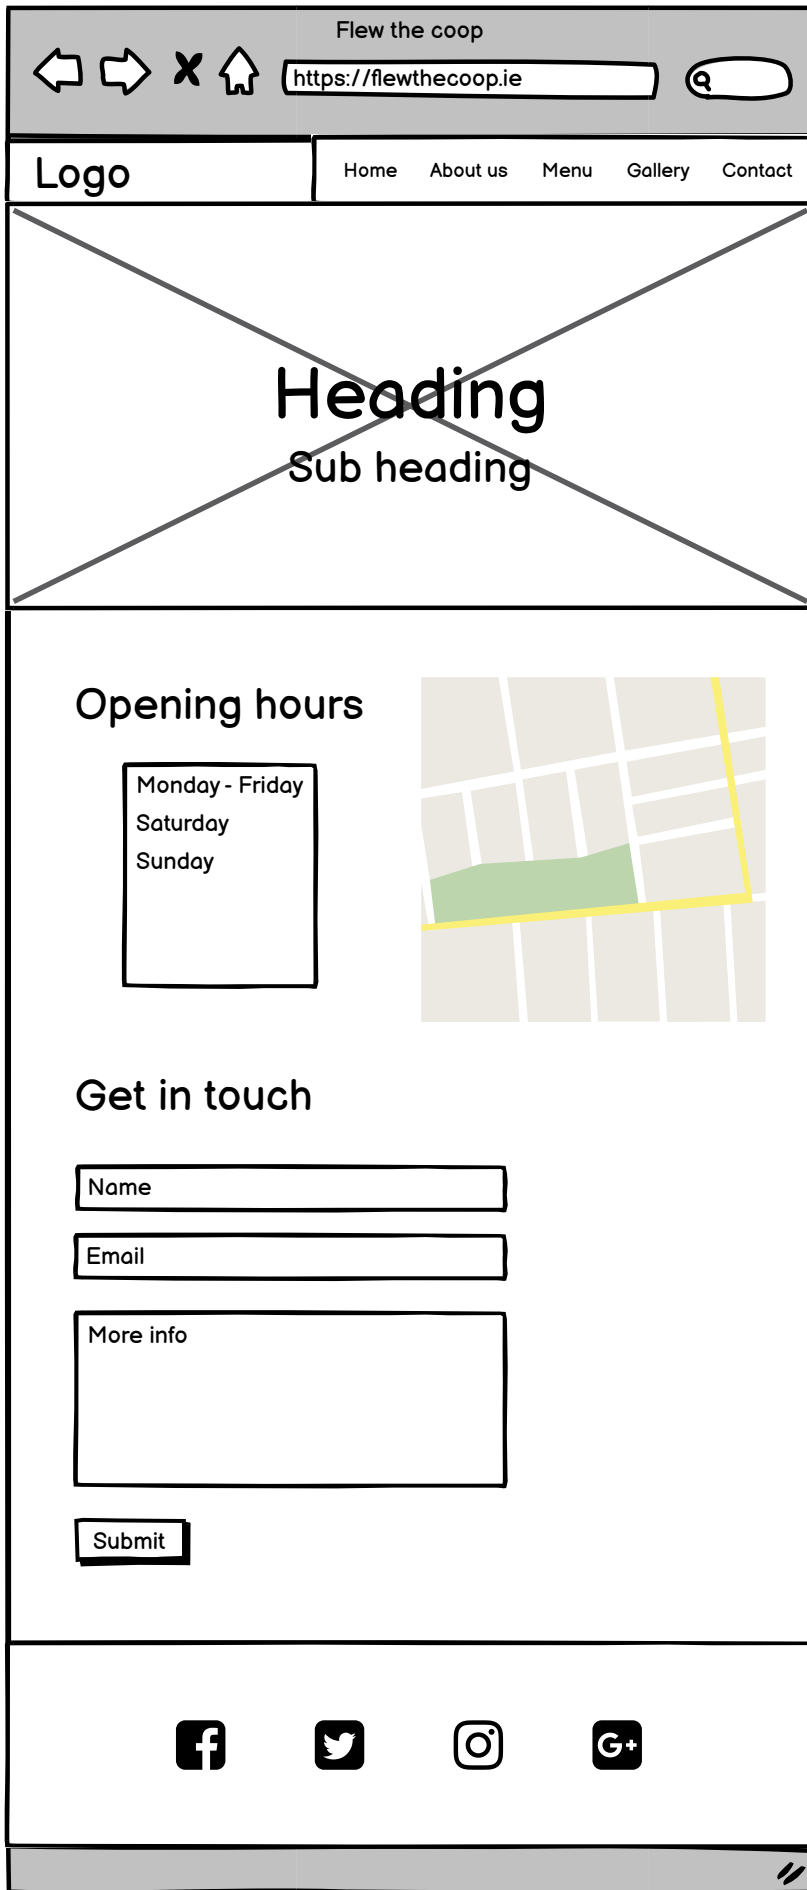 Flew the coop
https://flewthecoop.ie
Logo
Home About us Menu Gallery Contact
Heading
Sub heading
Opening hours
Monday - Friday
Saturday
Sunday
Get in touch
Name
Email
More info
Submit